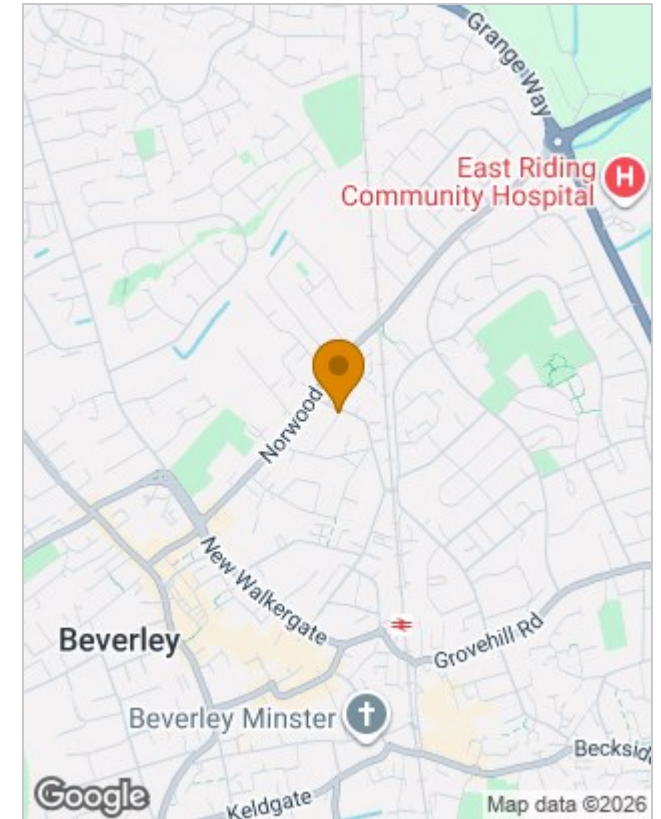 Grange Way
East Riding
Community Hospital
H
Norwood
New Walkergate
Beverley
Grovehill Rd
Beverley Minster
Keldgate
Google
Map data ©2026